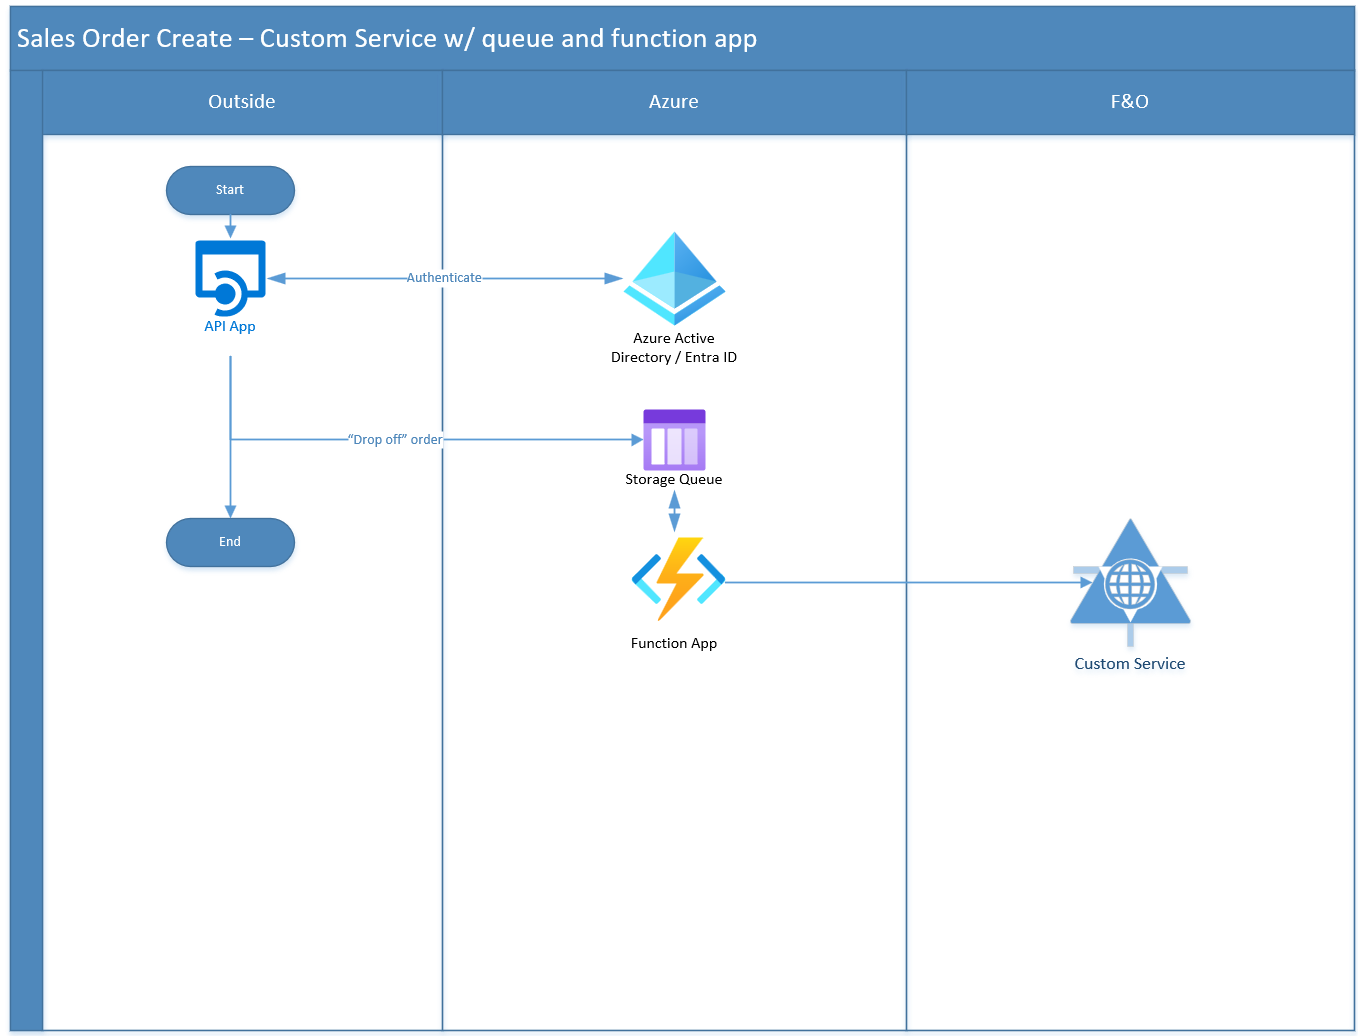 Sales Order Create – Custom Service w/ queue and function app
Outside
Azure
F&O
Start
API App
Authenticate
Azure Active
Directory / Entra ID
“Drop off” order
Storage Queue
End
Function App
Custom Service